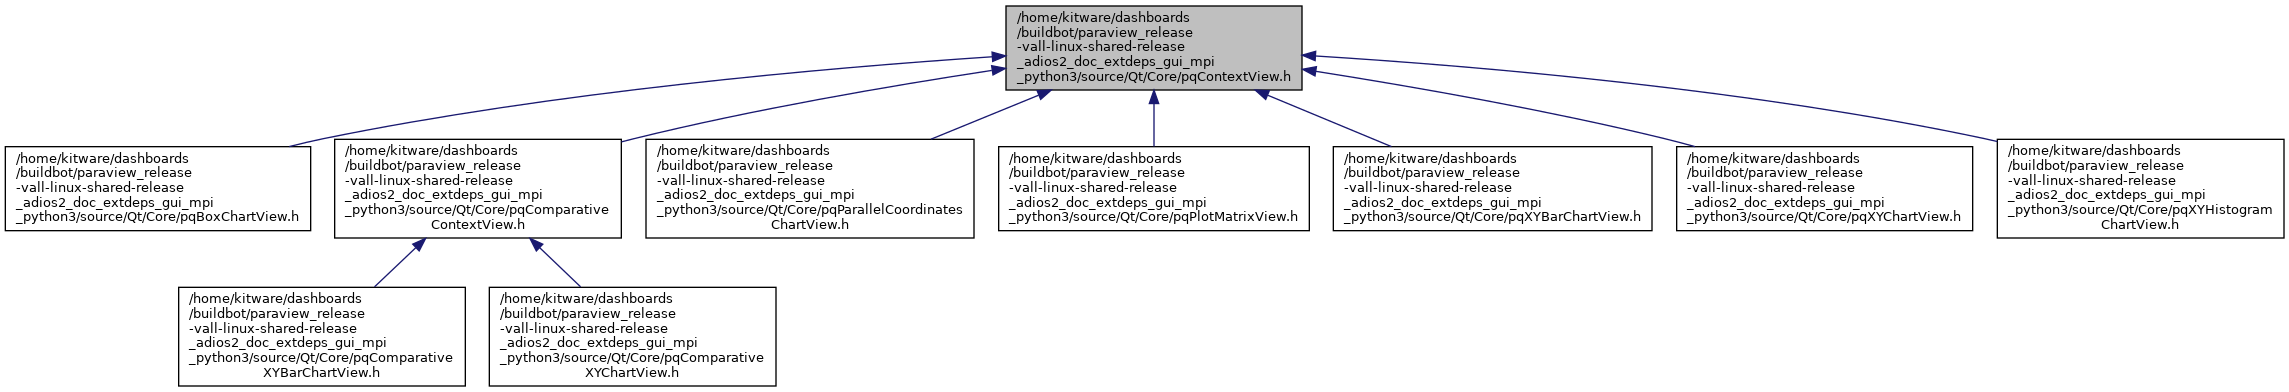 /home/kitware/dashboards
/buildbot/paraview_release
-vall-linux-shared-release
_adios2_doc_extdeps_gui_mpi
_python3/source/Qt/Core/pqContextView.h
/home/kitware/dashboards
/buildbot/paraview_release
-vall-linux-shared-release
_adios2_doc_extdeps_gui_mpi
_python3/source/Qt/Core/pqBoxChartView.h
/home/kitware/dashboards
/buildbot/paraview_release
-vall-linux-shared-release
_adios2_doc_extdeps_gui_mpi
_python3/source/Qt/Core/pqComparative
ContextView.h
/home/kitware/dashboards
/buildbot/paraview_release
-vall-linux-shared-release
_adios2_doc_extdeps_gui_mpi
_python3/source/Qt/Core/pqParallelCoordinates
ChartView.h
/home/kitware/dashboards
/buildbot/paraview_release
-vall-linux-shared-release
_adios2_doc_extdeps_gui_mpi
_python3/source/Qt/Core/pqPlotMatrixView.h
/home/kitware/dashboards
/buildbot/paraview_release
-vall-linux-shared-release
_adios2_doc_extdeps_gui_mpi
_python3/source/Qt/Core/pqXYBarChartView.h
/home/kitware/dashboards
/buildbot/paraview_release
-vall-linux-shared-release
_adios2_doc_extdeps_gui_mpi
_python3/source/Qt/Core/pqXYChartView.h
/home/kitware/dashboards
/buildbot/paraview_release
-vall-linux-shared-release
_adios2_doc_extdeps_gui_mpi
_python3/source/Qt/Core/pqXYHistogram
ChartView.h
/home/kitware/dashboards
/buildbot/paraview_release
-vall-linux-shared-release
_adios2_doc_extdeps_gui_mpi
_python3/source/Qt/Core/pqComparative
XYBarChartView.h
/home/kitware/dashboards
/buildbot/paraview_release
-vall-linux-shared-release
_adios2_doc_extdeps_gui_mpi
_python3/source/Qt/Core/pqComparative
XYChartView.h